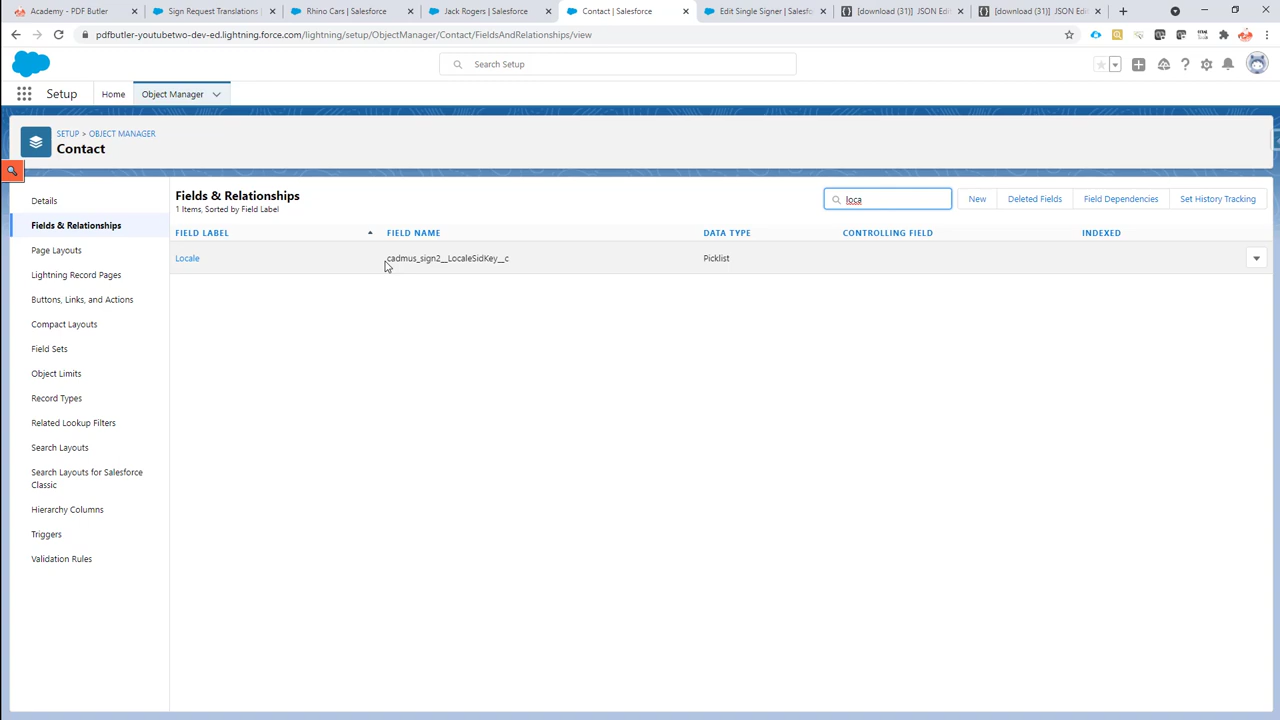 Academy - PDF Butler
Sign Request Translations |
Rhino Cars | Salesforce
Jack Rogers | Salesforce
Contact | Salesforce
Edit Single Signer | Salesforce
[download (31)] JSON Edi
[download (31)] JSON Edi
pdfbutler-youtubetwo-dev-ed.lightning.force.com/lightning/setup/ObjectManager/Contact/FieldsAndRelationships/view
Search Setup
Setup
Home
Object Manager
SETUP > OBJECT MANAGER
Contact
Details
Fields & Relationships
Page Layouts
Lightning Record Pages
Buttons, Links, and Actions
Compact Layouts
Field Sets
Object Limits
Record Types
Related Lookup Filters
Search Layouts
Search Layouts for Salesforce
Classic
Hierarchy Columns
Triggers
Validation Rules
Fields & Relationships
1 Items, Sorted by Field Label
loca
New
Deleted Fields
Field Dependencies
Set History Tracking
FIELD LABEL
FIELD NAME
DATA TYPE
CONTROLLING FIELD
INDEXED
Locale
cadmus_sign2__LocaleSidKey__c
Picklist